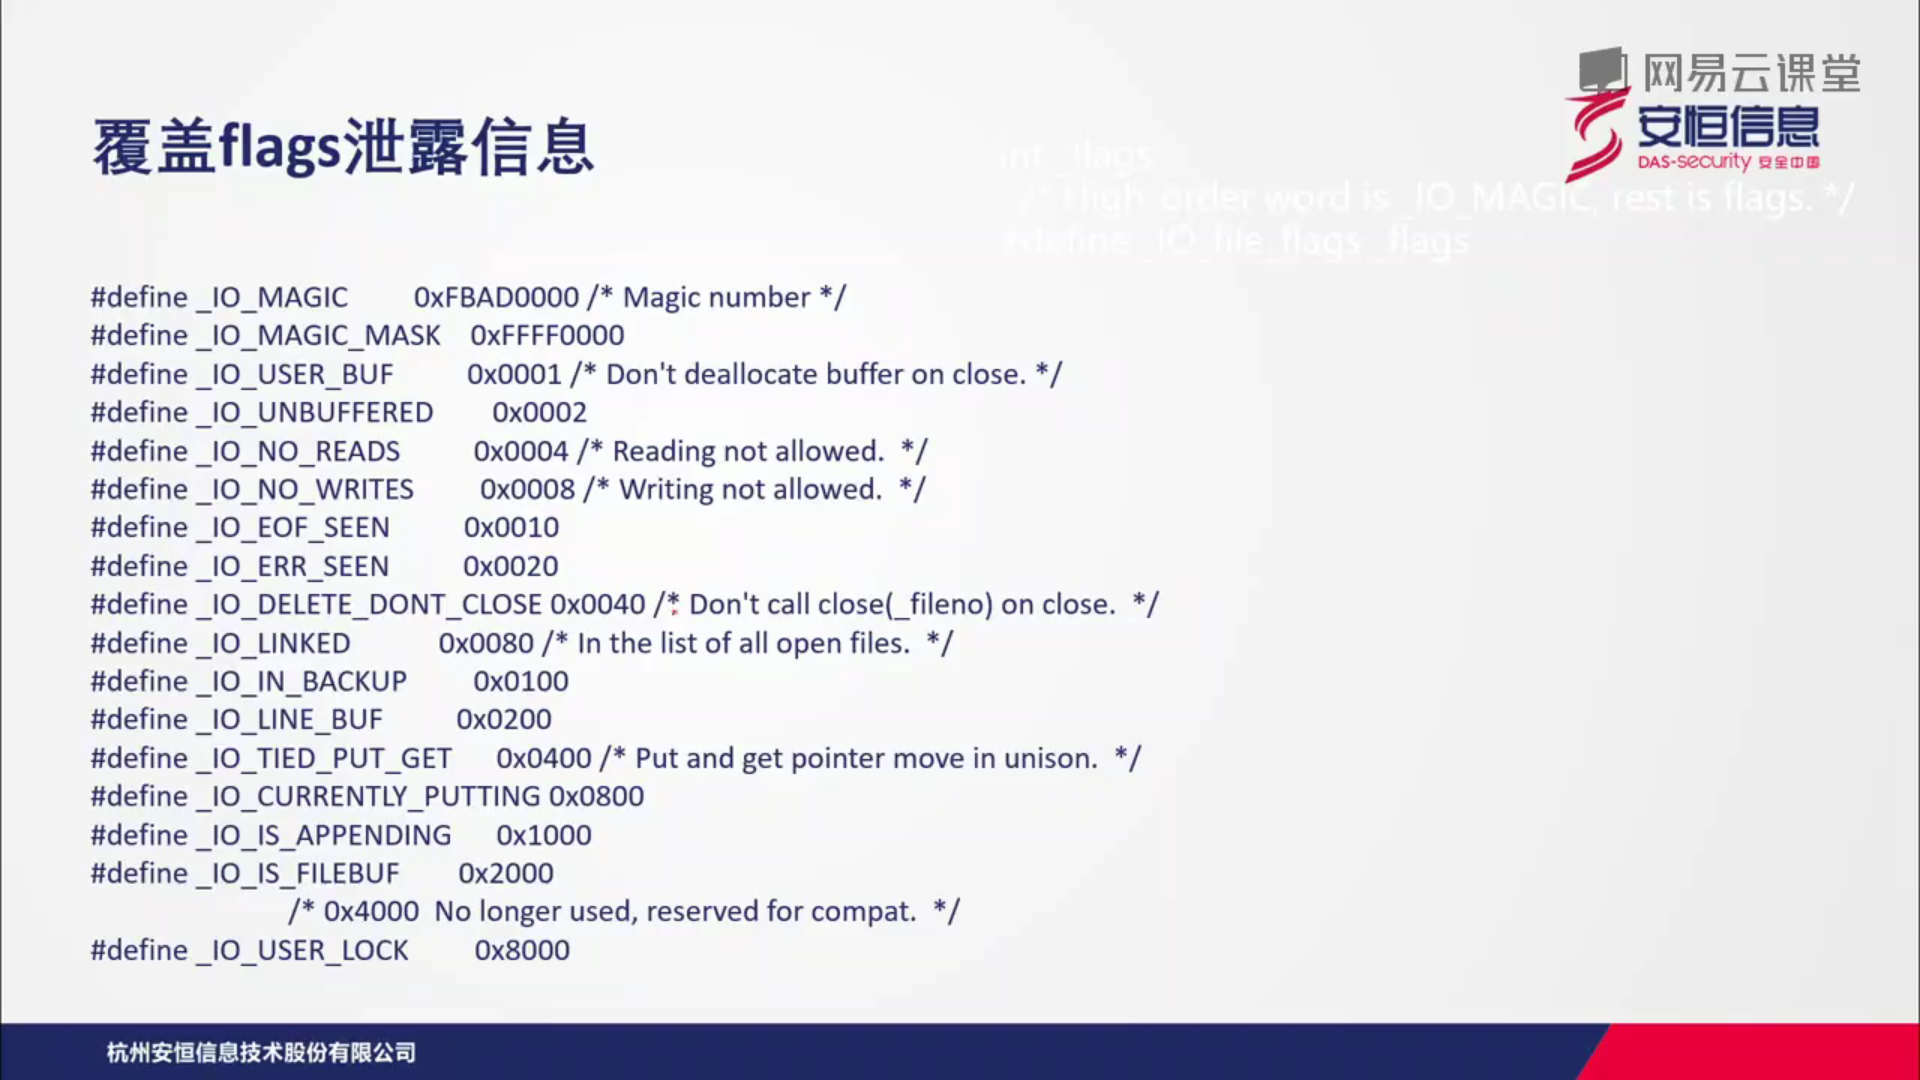 网易云课堂
安恒信息
DAS-security 安全中国
覆盖flags泄露信息
int _flags
/* High-order word is _IO_MAGIC, rest is flags. */
#define _IO_file_flags _flags
#define _IO_MAGIC 0xFBAD0000 /* Magic number */
#define _IO_MAGIC_MASK 0xFFFF0000
#define _IO_USER_BUF 0x0001 /* Don't deallocate buffer on close. */
#define _IO_UNBUFFERED 0x0002
#define _IO_NO_READS 0x0004 /* Reading not allowed. */
#define _IO_NO_WRITES 0x0008 /* Writing not allowed. */
#define _IO_EOF_SEEN 0x0010
#define _IO_ERR_SEEN 0x0020
#define _IO_DELETE_DONT_CLOSE 0x0040 /* Don't call close(_fileno) on close. */
#define _IO_LINKED 0x0080 /* In the list of all open files. */
#define _IO_IN_BACKUP 0x0100
#define _IO_LINE_BUF 0x0200
#define _IO_TIED_PUT_GET 0x0400 /* Put and get pointer move in unison. */
#define _IO_CURRENTLY_PUTTING 0x0800
#define _IO_IS_APPENDING 0x1000
#define _IO_IS_FILEBUF 0x2000
/* 0x4000 No longer used, reserved for compat. */
#define _IO_USER_LOCK 0x8000
杭州安恒信息技术股份有限公司